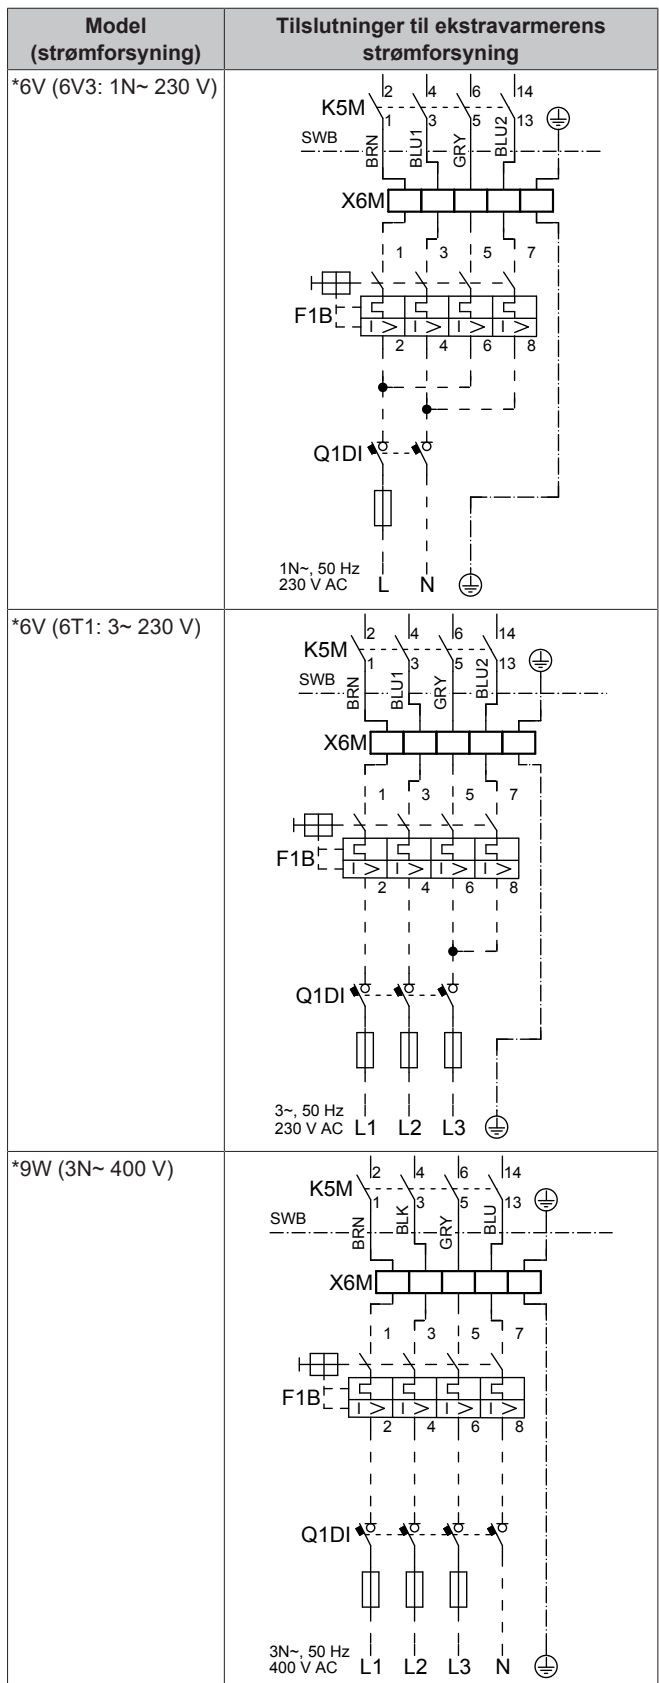 Model
(strømforsyning)
Tilslutninger til ekstravarmerens
strømforsyning
*6V (6V3: 1N~ 230 V)
2 4 6 14
K5M
1 3 5 13
SWB
BRN BLU1 GRY BLU2
X6M
1 3 5 7
F1B
I > I > I > I >
2 4 6 8
Q1DI
1N~, 50 Hz
230 V AC
L N
*6V (6T1: 3~ 230 V)
2 4 6 14
K5M
1 3 5 13
SWB
BRN BLU1 GRY BLU2
X6M
1 3 5 7
F1B
I > I > I > I >
2 4 6 8
Q1DI
3~, 50 Hz
230 V AC
L1 L2 L3
*9W (3N~ 400 V)
2 4 6 14
K5M
1 3 5 13
SWB
BRN BLK GRY BLU
X6M
1 3 5 7
F1B
I > I > I > I >
2 4 6 8
Q1DI
3N~, 50 Hz
400 V AC
L1 L2 L3 N